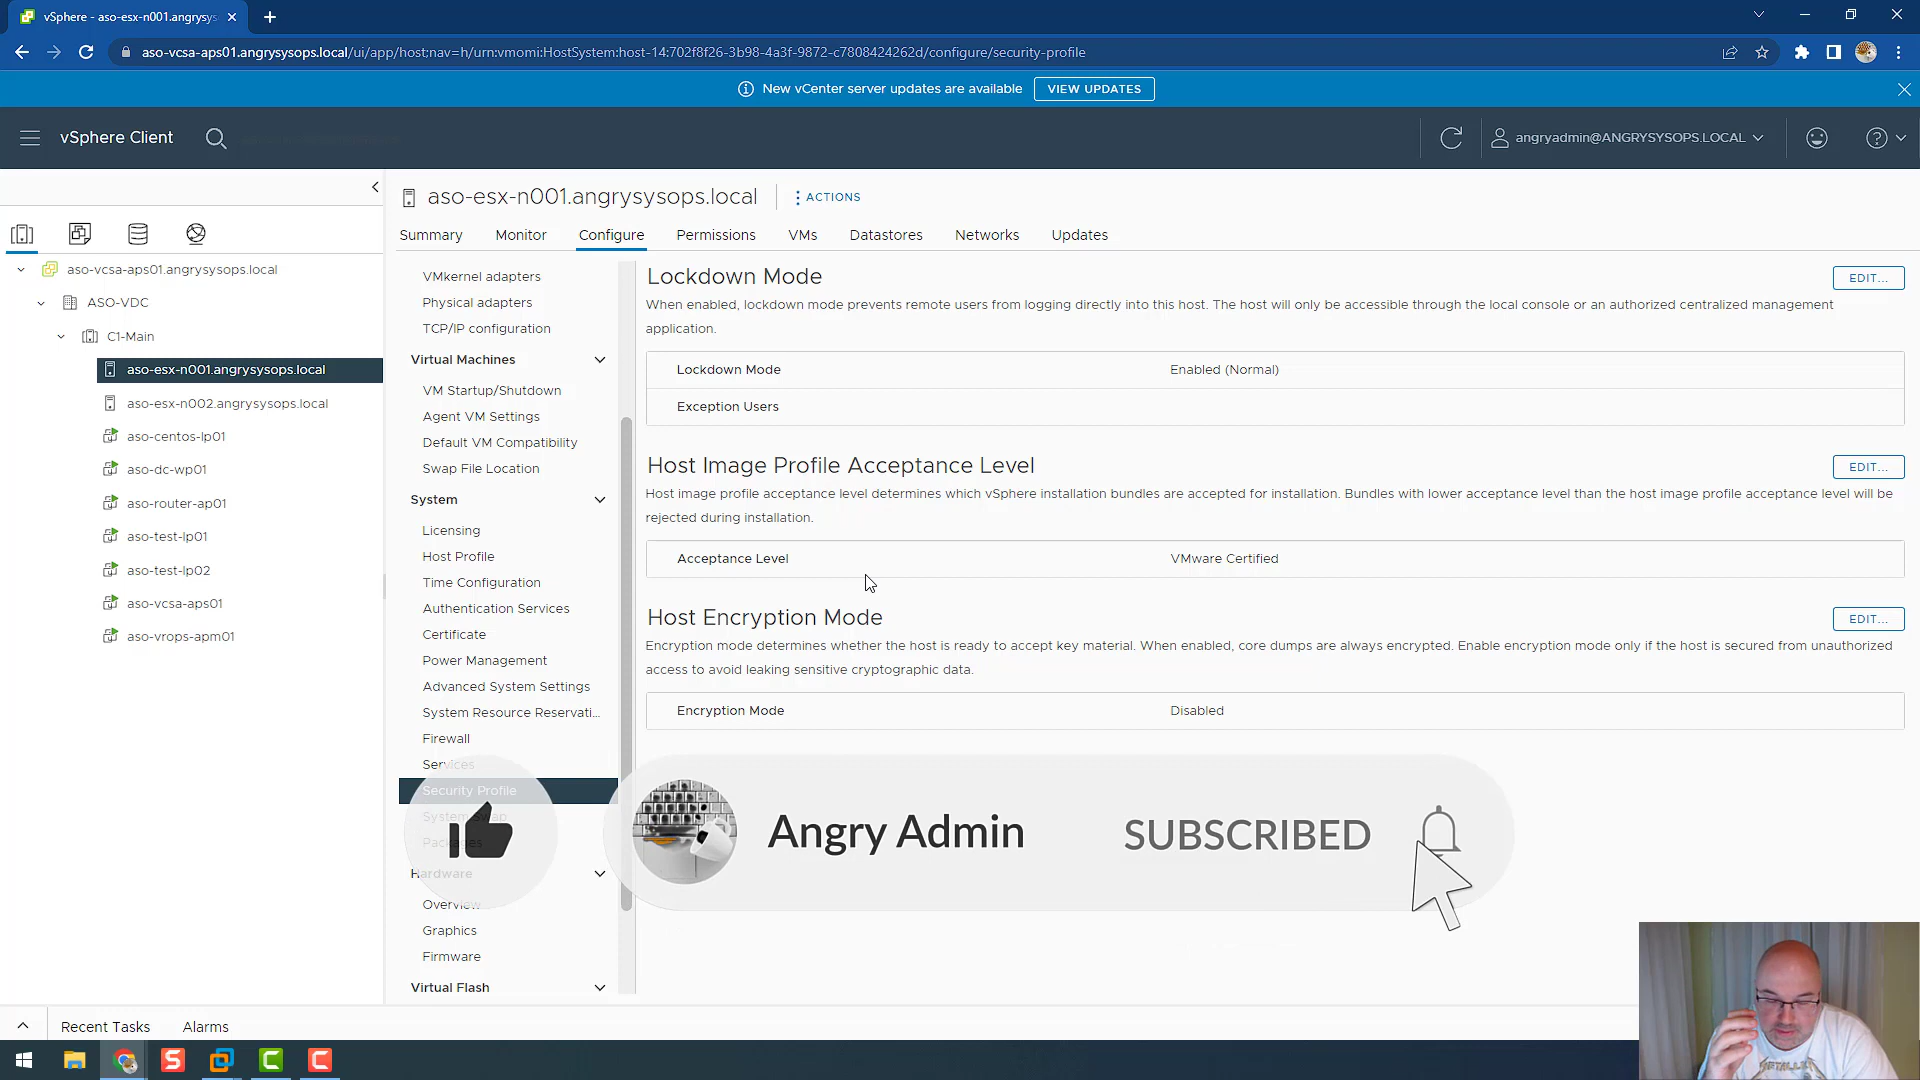 vSphere - aso-esx-n001.angrysys
aso-vcsa-aps01.angrysysops.local/ui/app/host;nav=h/urn:vmomi:HostSystem:host-14:702f8f26-3b98-4a3f-9872-c7808424262d/configure/security-profile
New vCenter server updates are available
VIEW UPDATES
vSphere Client
angryadmin@ANGRYSYSOPS.LOCAL
aso-vcsa-aps01.angrysysops.local
ASO-VDC
C1-Main
aso-esx-n001.angrysysops.local
aso-esx-n002.angrysysops.local
aso-centos-lp01
aso-dc-wp01
aso-router-ap01
aso-test-lp01
aso-test-lp02
aso-vcsa-aps01
aso-vrops-apm01
aso-esx-n001.angrysysops.local
ACTIONS
Summary Monitor Configure Permissions VMs Datastores Networks Updates
VMkernel adapters
Physical adapters
TCP/IP configuration
Virtual Machines
VM Startup/Shutdown
Agent VM Settings
Default VM Compatibility
Swap File Location
System
Licensing
Host Profile
Time Configuration
Authentication Services
Certificate
Power Management
Advanced System Settings
System Resource Reservati...
Firewall
Services
Security Profile
System Swap
Packages
Hardware
Overview
Graphics
Firmware
Virtual Flash
Lockdown Mode
EDIT...
When enabled, lockdown mode prevents remote users from logging directly into this host. The host will only be accessible through the local console or an authorized centralized management
application.
Lockdown Mode Enabled (Normal)
Exception Users
Host Image Profile Acceptance Level
EDIT...
Host image profile acceptance level determines which vSphere installation bundles are accepted for installation. Bundles with lower acceptance level than the host image profile acceptance level will be
rejected during installation.
Acceptance Level VMware Certified
Host Encryption Mode
EDIT...
Encryption mode determines whether the host is ready to accept key material. When enabled, core dumps are always encrypted. Enable encryption mode only if the host is secured from unauthorized
access to avoid leaking sensitive cryptographic data.
Encryption Mode Disabled
Angry Admin
SUBSCRIBED
Recent Tasks Alarms
METALLICA